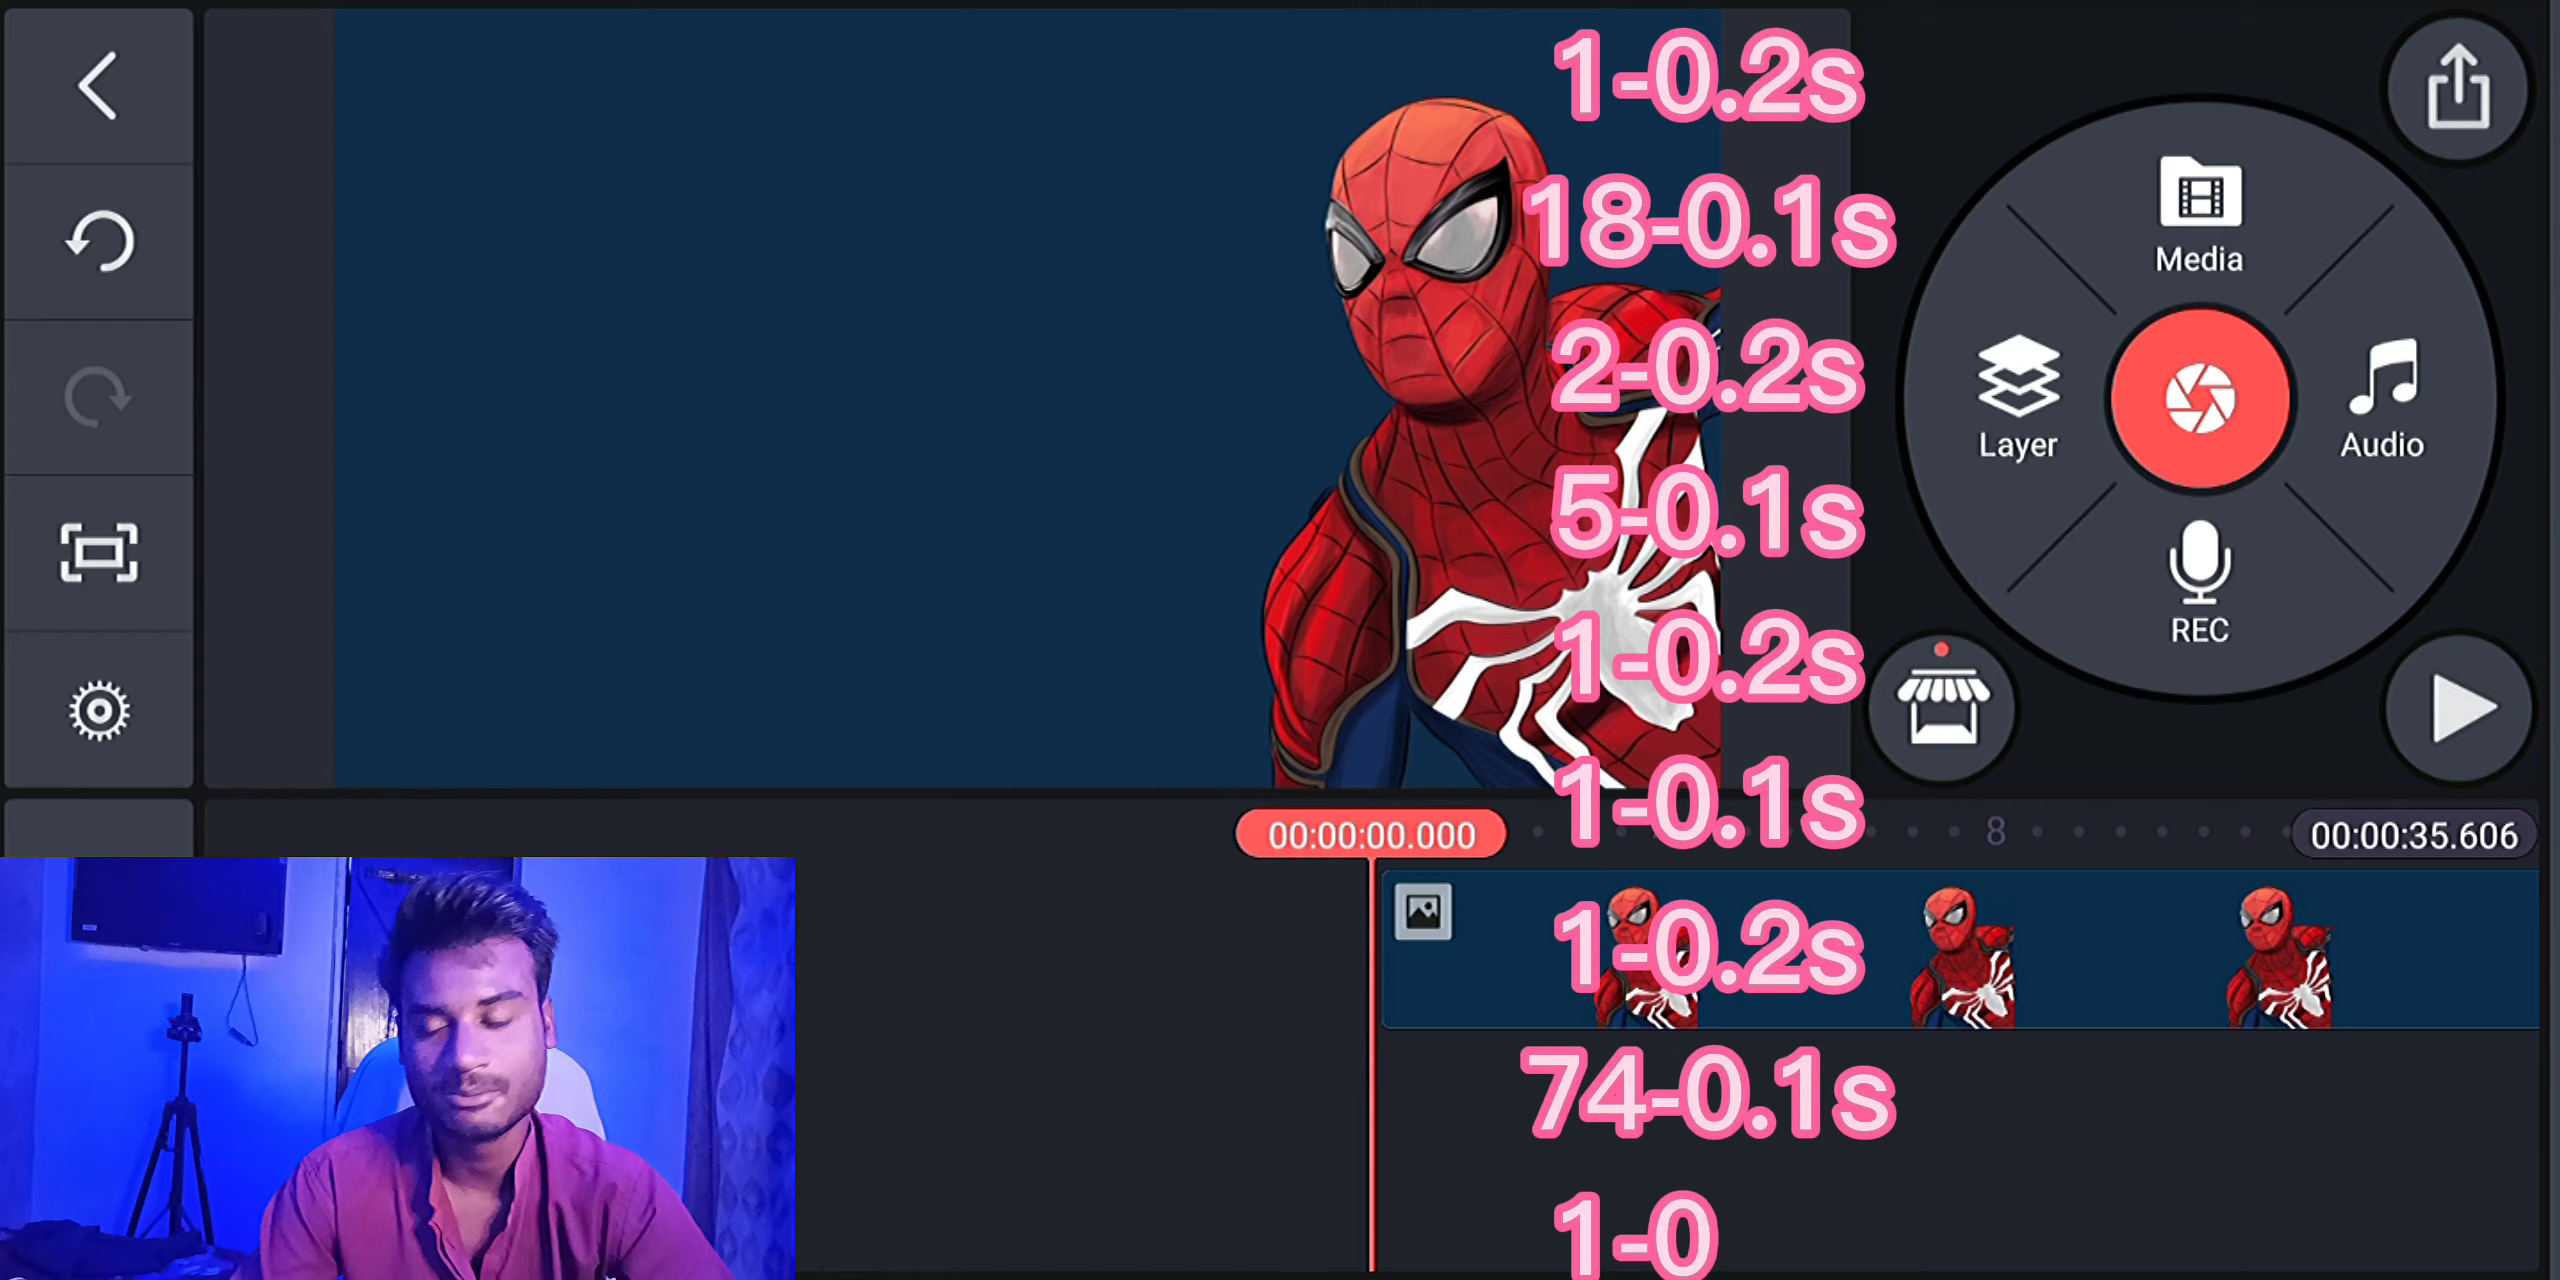 1-0.2s
18-0.1s
Media
2-0.2s
Layer
Audio
5-0.1s
REC
1-0.2s
1-0.1s
00:00:00.000
8
00:00:35.606
1-0.2s
74-0.1s
1-0